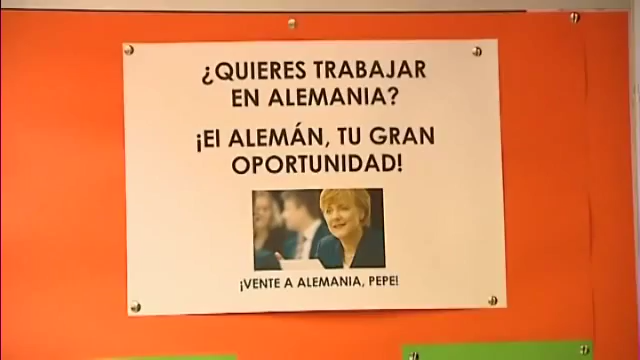 ¿QUIERES TRABAJAR
EN ALEMANIA?
¡El ALEMÁN, TU GRAN
OPORTUNIDAD!
¡VENTE A ALEMANIA, PEPE!